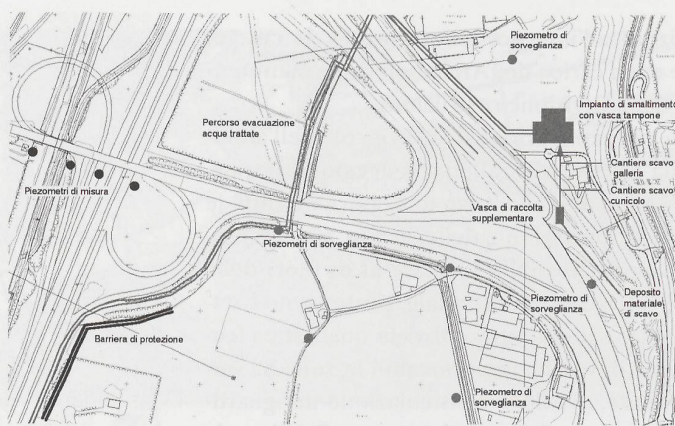 Piezometro di
sorveglianza
Impianto di smaltimento
con vasca tampone
Percorso evacuazione
acque trattate
Cantiere scavo
galleria
Cantiere scavo
cunicolo
Piezometri di misura
Vasca di raccolta
supplementare
Piezometri di sorveglianza
Piezometro di
sorveglianza
Deposito
materiale
di scavo
Barriera di protezione
Piezometro di
sorveglianza